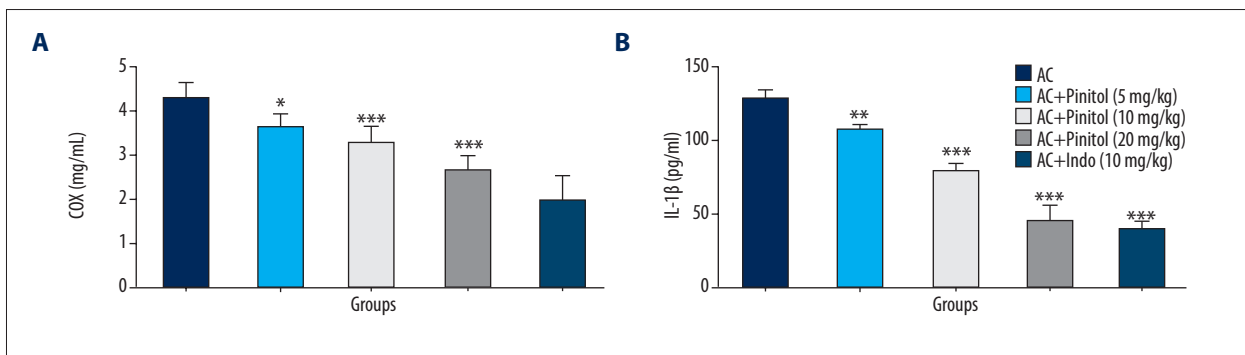 A
COX (mg/mL)
5
4
3
2
1
0
*
***
***
Groups
B
IL-1β (pg/ml)
150
100
50
0
**
***
***
***
Groups
AC
AC+Pinitol (5 mg/kg)
AC+Pinitol (10 mg/kg)
AC+Pinitol (20 mg/kg)
AC+Indo (10 mg/kg)